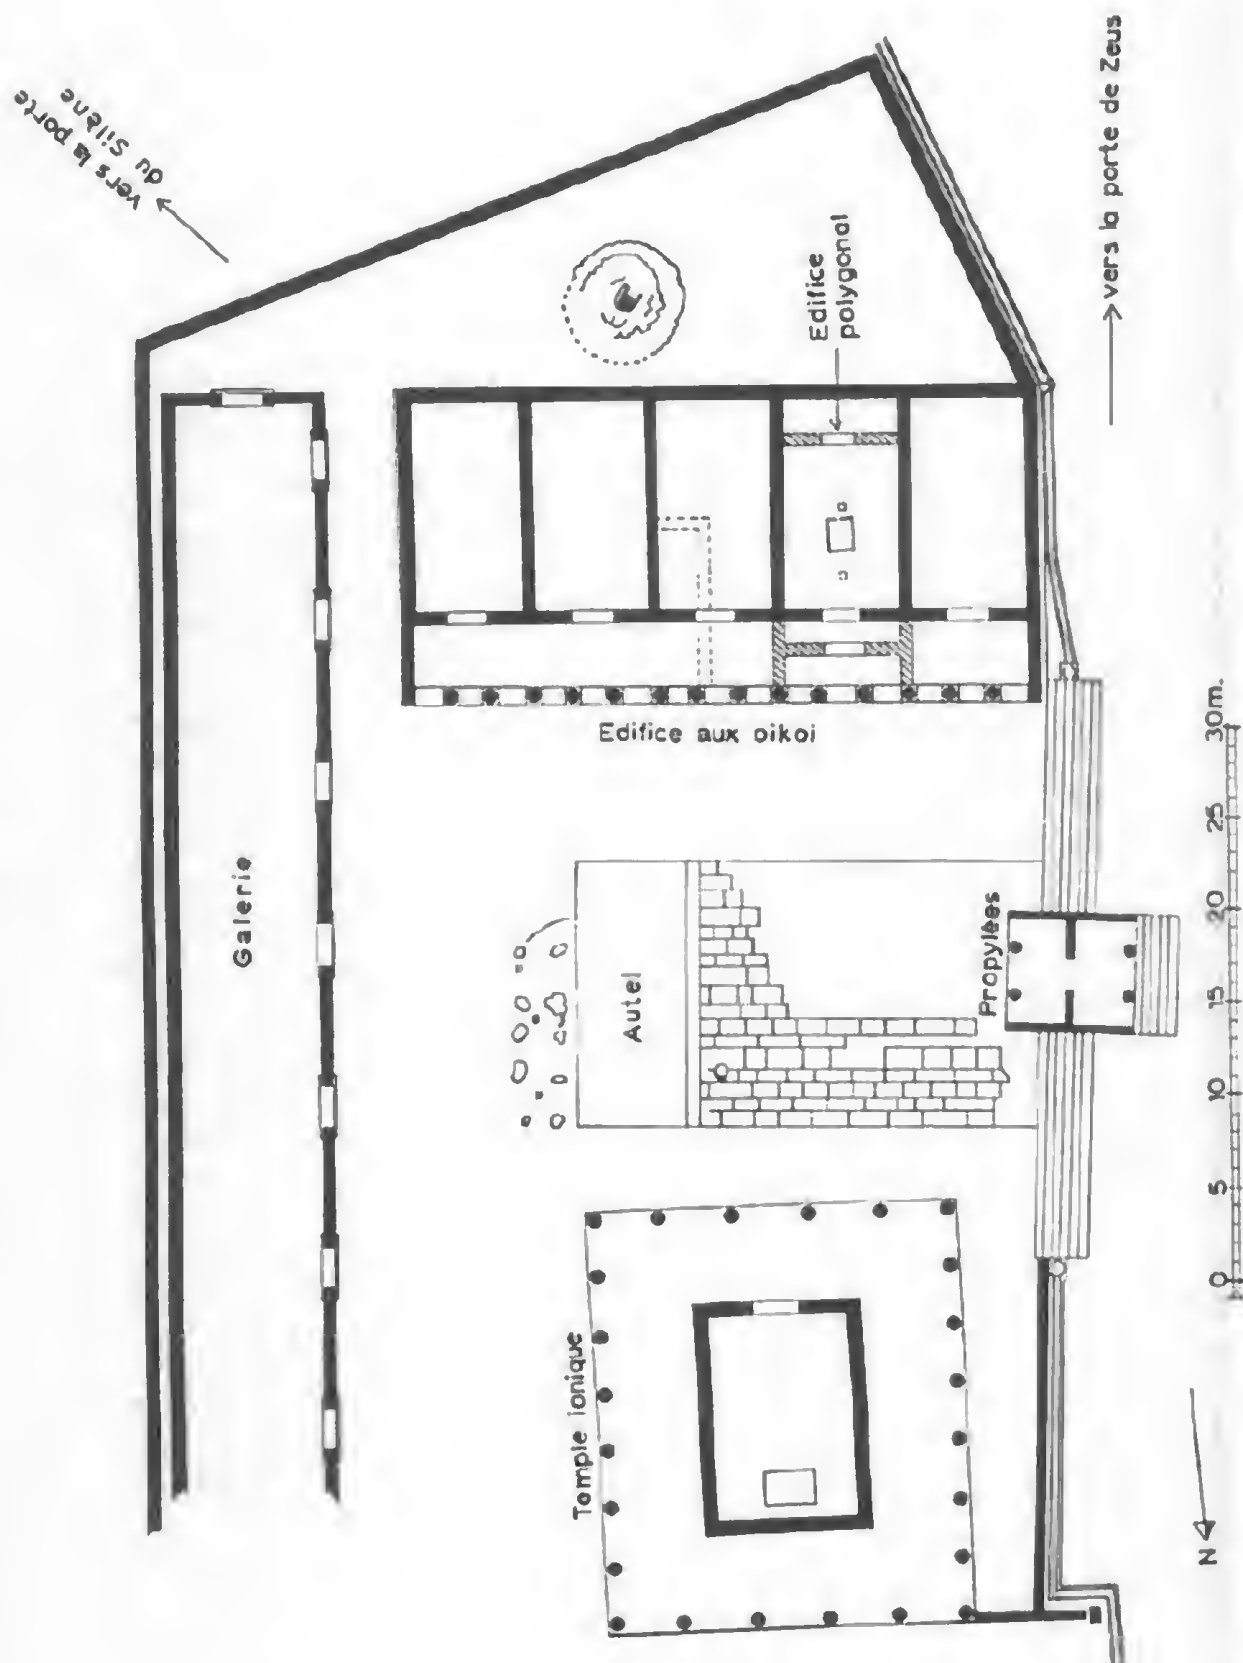 vers la porte
du Silène
vers la porte de Zeus
Edifice
polygonal
Edifice aux oikoi
Galerie
Autel
Propylées
Temple ionique
0 5 10 15 20 25 30m.
N